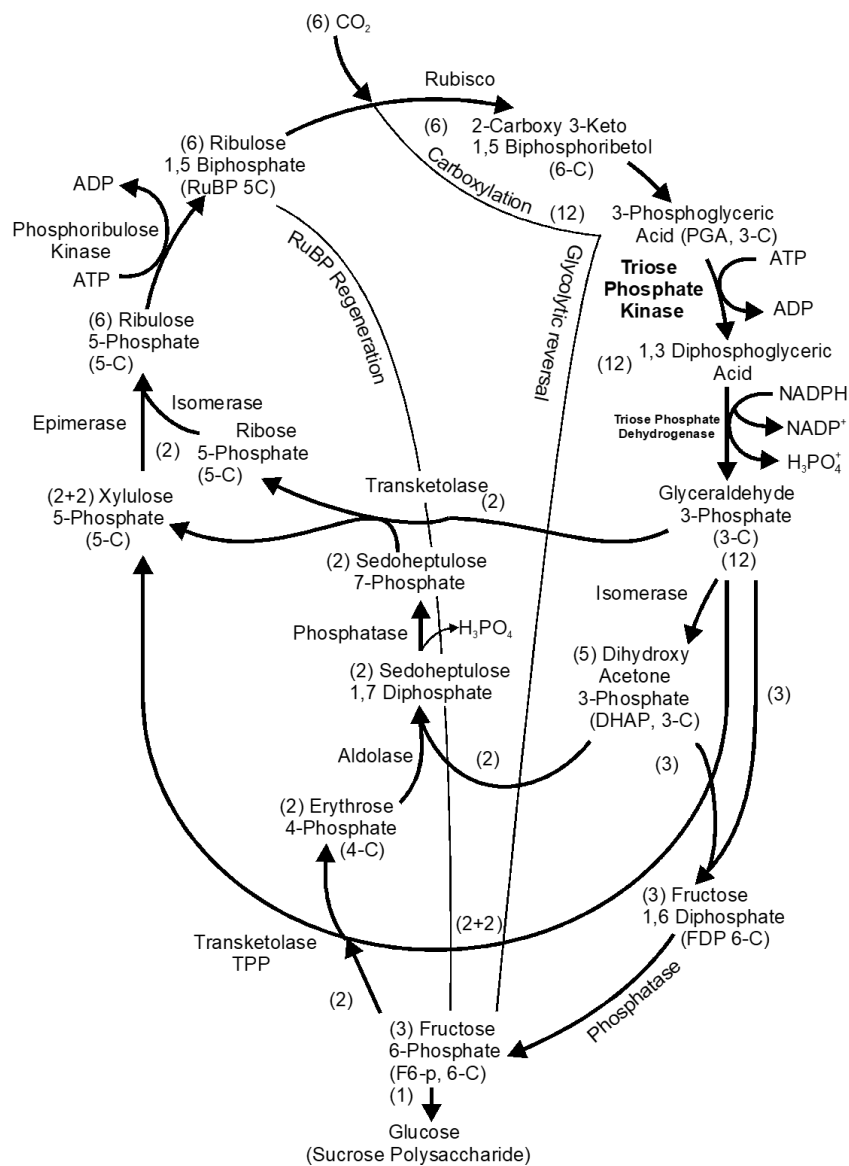 (6) CO₂
Rubisco
(6)
2-Carboxy 3-Keto
1,5 Biphosphoribetol
(6-C)
(6) Ribulose
1,5 Biphosphate
(RuBP 5C)
Carboxylation
(12)
3-Phosphoglyceric
Acid (PGA, 3-C)
ADP
Phosphoribulose
Kinase
ATP
RuBP Regeneration
Glycolytic reversal
Triose
Phosphate
Kinase
ATP
ADP
(6) Ribulose
5-Phosphate
(5-C)
(12)
1,3 Diphosphoglyceric
Acid
Isomerase
Epimerase
(2)
Ribose
5-Phosphate
(5-C)
Triose Phosphate
Dehydrogenase
NADPH
NADP⁺
H₃PO₄⁺
(2+2) Xylulose
5-Phosphate
(5-C)
Transketolase
(2)
Glyceraldehyde
3-Phosphate
(3-C)
(12)
(2) Sedoheptulose
7-Phosphate
Isomerase
Phosphatase
H₃PO₄
(5) Dihydroxy
Acetone
3-Phosphate
(DHAP, 3-C)
(2) Sedoheptulose
1,7 Diphosphate
(3)
Aldolase
(2)
(3)
(2) Erythrose
4-Phosphate
(4-C)
(3) Fructose
1,6 Diphosphate
(FDP 6-C)
(2+2)
Transketolase
TPP
(2)
Phosphatase
(3) Fructose
6-Phosphate
(F6-p, 6-C)
(1)
Glucose
(Sucrose Polysaccharide)